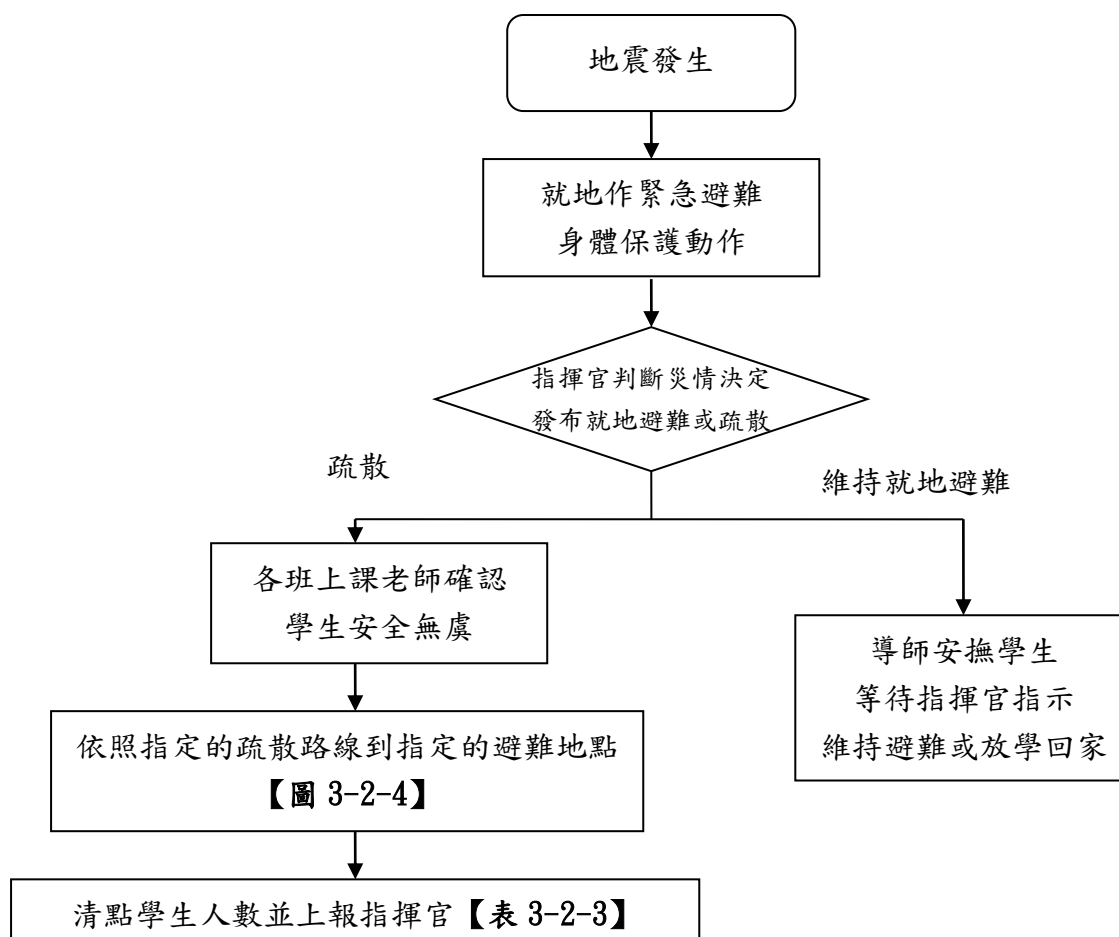 地震發生
就地作緊急避難
身體保護動作
指揮官判斷災情決定
發布就地避難或疏散
疏散
維持就地避難
各班上課老師確認
學生安全無虞
導師安撫學生
等待指揮官指示
維持避難或放學回家
依照指定的疏散路線到指定的避難地點
【圖 3-2-4】
清點學生人數並上報指揮官【表 3-2-3】